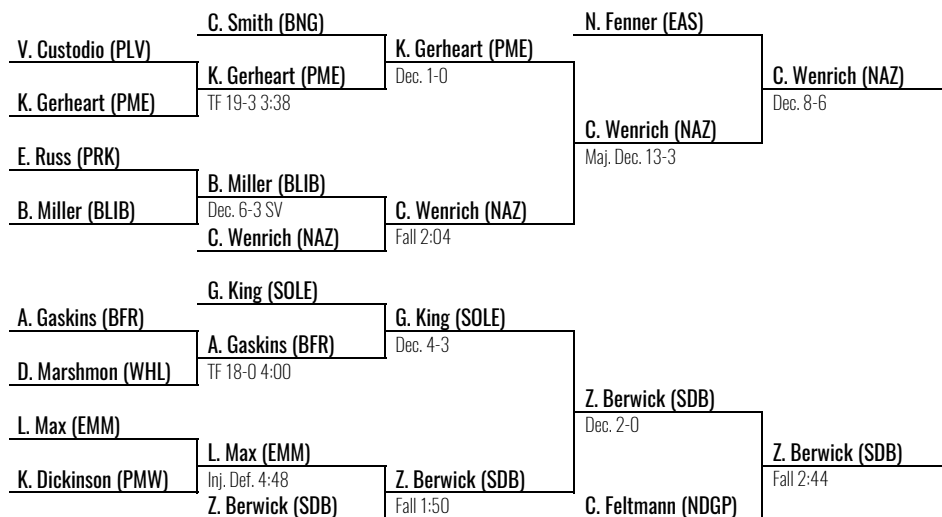 C. Smith (BNG)
N. Fenner (EAS)
V. Custodio (PLV)
K. Gerheart (PME)
K. Gerheart (PME)
Dec. 1-0
C. Wenrich (NAZ)
K. Gerheart (PME)
TF 19-3 3:38
Dec. 8-6
C. Wenrich (NAZ)
E. Russ (PRK)
Maj. Dec. 13-3
B. Miller (BLIB)
B. Miller (BLIB)
Dec. 6-3 SV
C. Wenrich (NAZ)
C. Wenrich (NAZ)
Fall 2:04
G. King (SOLE)
A. Gaskins (BFR)
G. King (SOLE)
A. Gaskins (BFR)
Dec. 4-3
D. Marshmon (WHL)
TF 18-0 4:00
Z. Berwick (SDB)
L. Max (EMM)
Dec. 2-0
L. Max (EMM)
Z. Berwick (SDB)
K. Dickinson (PMW)
Inj. Def. 4:48
Z. Berwick (SDB)
Fall 2:44
Z. Berwick (SDB)
Fall 1:50
C. Feltmann (NDGP)